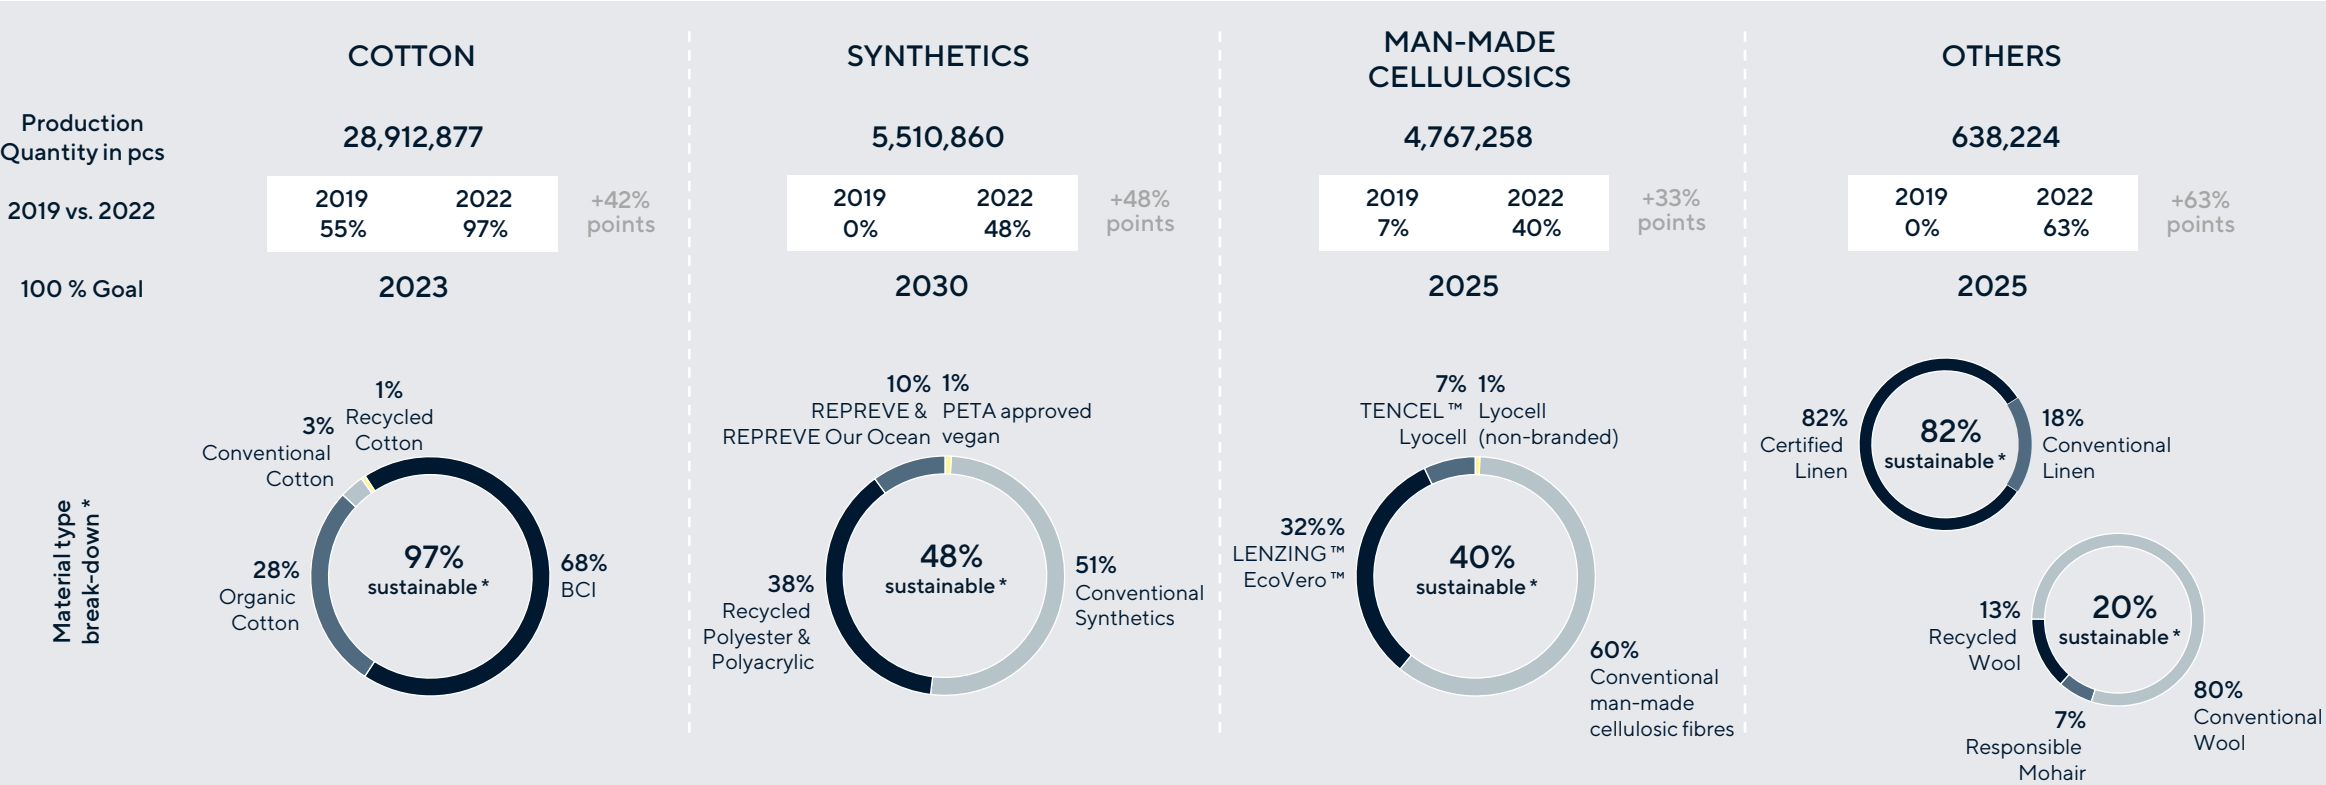 COTTON
SYNTHETICS
MAN-MADE
CELLULOSICS
OTHERS
Production
Quantity in pcs
28,912,877
5,510,860
4,767,258
638,224
2019 vs. 2022
2019 2022
55% 97%
+42%
points
2019 2022
0% 48%
+48%
points
2019 2022
7% 40%
+33%
points
2019 2022
0% 63%
+63%
points
100 % Goal
2023
2030
2025
2025
Material type
break-down *
1%
Recycled
Cotton
3%
Conventional
Cotton
28%
Organic
Cotton
97%
sustainable *
68%
BCI
10%
REPREVE &
REPREVE Our Ocean
1%
PETA approved
vegan
38%
Recycled
Polyester &
Polyacrylic
48%
sustainable *
51%
Conventional
Synthetics
7%
TENCEL™
Lyocell
1%
Lyocell
(non-branded)
32%%
LENZING™
EcoVero™
40%
sustainable *
60%
Conventional
man-made
cellulosic fibres
82%
Certified
Linen
82%
sustainable *
18%
Conventional
Linen
13%
Recycled
Wool
20%
sustainable *
7%
Responsible
Mohair
80%
Conventional
Wool